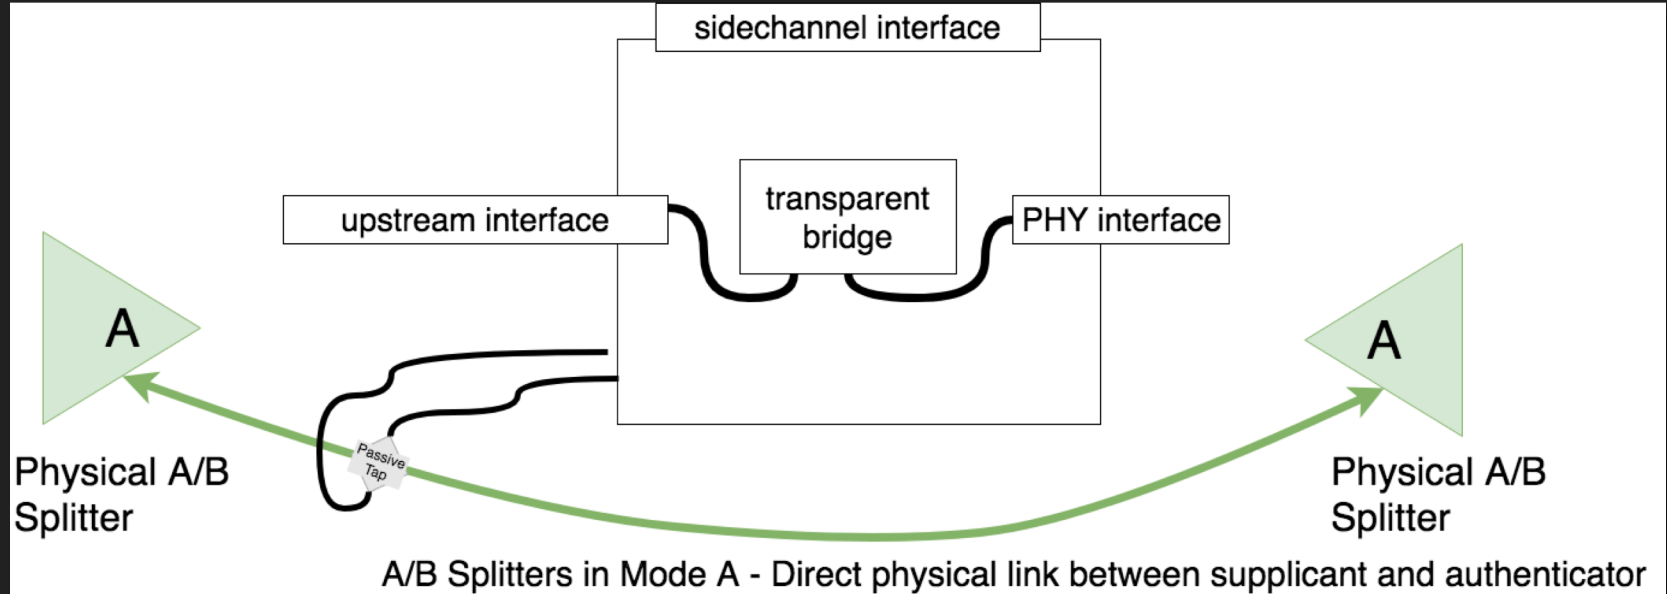 sidechannel interface
transparent
bridge
upstream interface
PHY interface
A
A
Passive
Tap
Physical A/B
Splitter
Physical A/B
Splitter
A/B Splitters in Mode A - Direct physical link between supplicant and authenticator